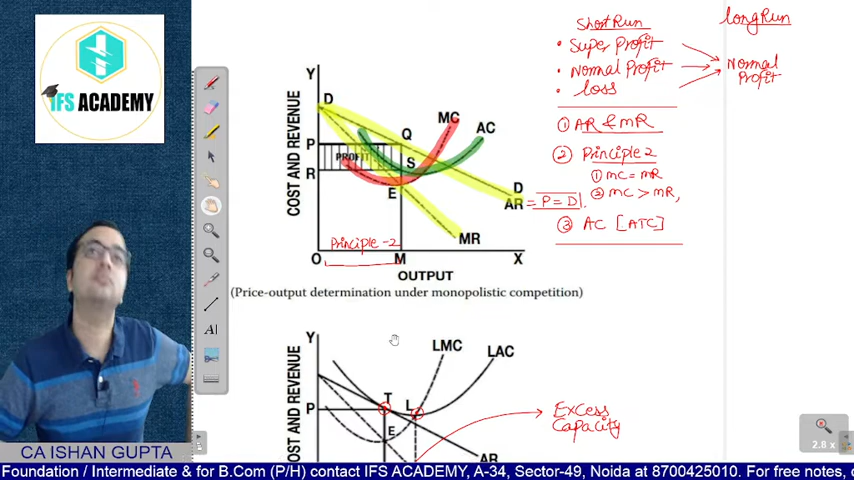 IFS ACADEMY
Short Run
• Super Profit
• Normal Profit
• loss
long Run
Normal
Profit
① AR & MR
② Principle 2
① MC = MR
② MC > MR,
③ AC [ATC]
Y
D
MC
AC
P
Q
PROFIT
S
R
E
D
AR = P = D
MR
Principle-2
O
M
X
OUTPUT
COST AND REVENUE
(Price-output determination under monopolistic competition)
Y
LMC
LAC
P
T
L
E
AR
COST AND REVENUE
Excess
Capacity
2.8 x
A
CA ISHAN GUPTA
Foundation / Intermediate & for B.Com (P/H) contact IFS ACADEMY, A-34, Sector-49, Noida at 8700425010. For free notes,